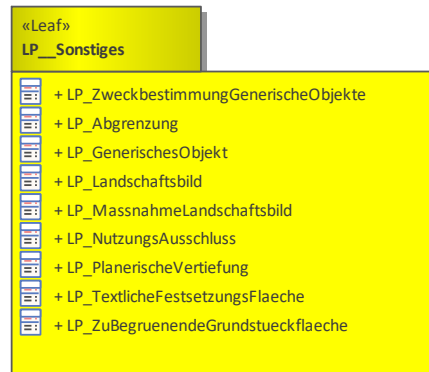 «Leaf»
LP__Sonstiges
+ LP_ZweckbestimmungGenerischeObjekte
+ LP_Abgrenzung
+ LP_GenerischesObjekt
+ LP_Landschaftsbild
+ LP_MassnahmeLandschaftsbild
+ LP_NutzungsAusschluss
+ LP_PlanerischeVertiefung
+ LP_TextlicheFestsetzungsFlaeche
+ LP_ZuBegruenendeGrundstueckflaeche